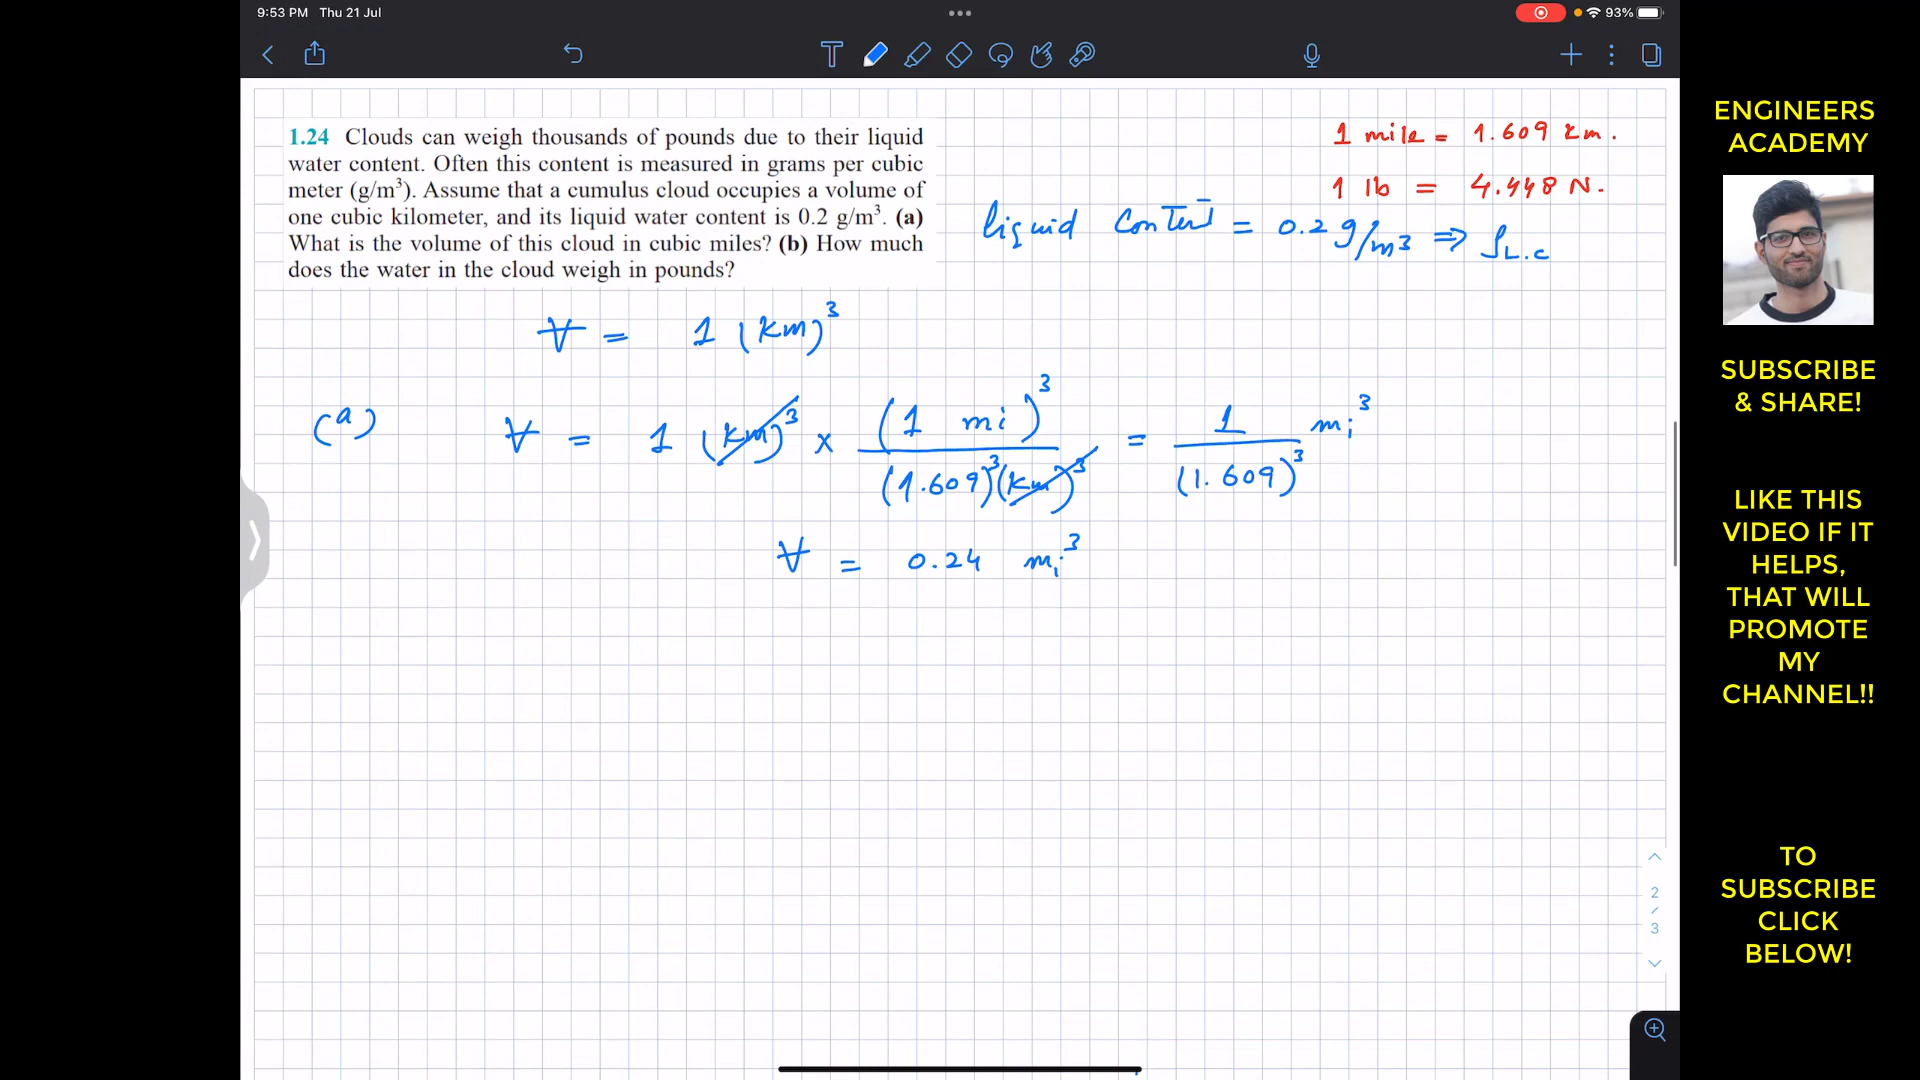 9:53 PM Thu 21 Jul
93%
1.24 Clouds can weigh thousands of pounds due to their liquid
water content. Often this content is measured in grams per cubic
meter (g/m³). Assume that a cumulus cloud occupies a volume of
one cubic kilometer, and its liquid water content is 0.2 g/m³. (a)
What is the volume of this cloud in cubic miles? (b) How much
does the water in the cloud weigh in pounds?
1 mile = 1.609 km.
1 lb = 4.448 N.
liquid content = 0.2 g/m³ ⇒ ρL.c
V = 1 (km)³
(a) V = 1 (km)³ x (1 mi)³ / (1.609)³(km)³ = 1 / (1.609)³ mi³
V = 0.24 mi³
2
/
3
ENGINEERS
ACADEMY
SUBSCRIBE
& SHARE!
LIKE THIS
VIDEO IF IT
HELPS,
THAT WILL
PROMOTE
MY
CHANNEL!!
TO
SUBSCRIBE
CLICK
BELOW!